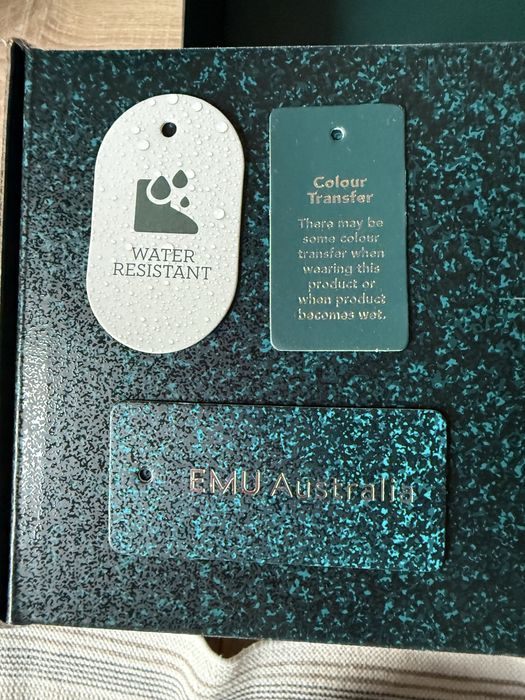 WATER
RESISTANT
Colour
Transfer
There may be
some colour
transfer when
wearing this
product or
when product
becomes wet.
EMU Australia